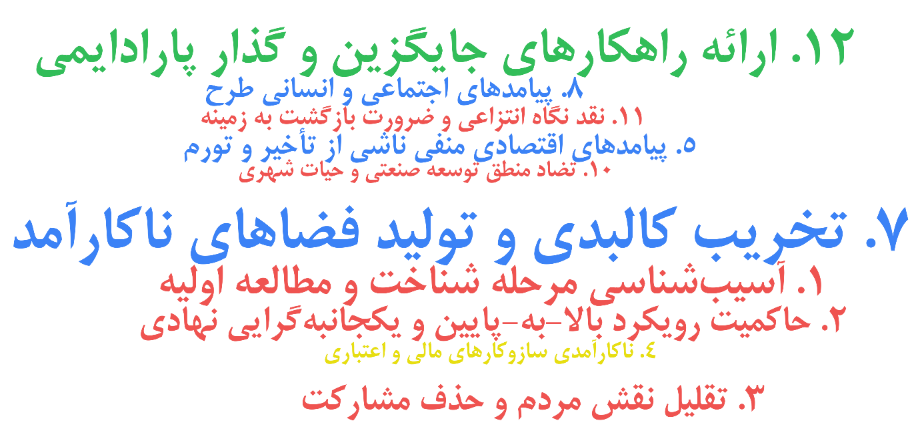 ۱۲. ارائه راهکارهای جایگزین و گذار پارادایمی
۸. پیامدهای اجتماعی و انسانی طرح
۱۱. نقد نگاه انتزاعی و ضرورت بازگشت به زمینه
۵. پیامدهای اقتصادی منفی ناشی از تأخیر و تورم
۱۰. تضاد منطق توسعه صنعتی و حیات شهری
۷. تخریب کالبدی و تولید فضاهای ناکارآمد
۱. آسیب‌شناسی مرحله شناخت و مطالعه اولیه
۲. حاکمیت رویکرد بالا-به-پایین و یکجانبه‌گرایی نهادی
۴. ناکارآمدی سازوکارهای مالی و اعتباری
۳. تقلیل نقش مردم و حذف مشارکت